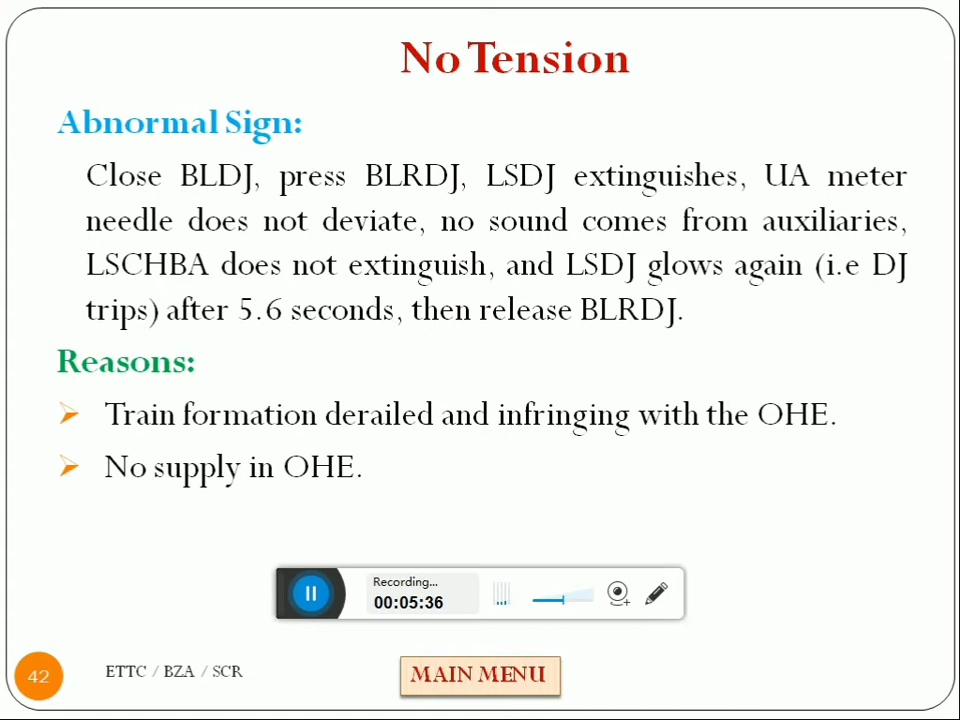 No Tension
Abnormal Sign:
Close BLDJ, press BLRDJ, LSDJ extinguishes, UA meter
needle does not deviate, no sound comes from auxiliaries,
LSCHBA does not extinguish, and LSDJ glows again (i.e DJ
trips) after 5.6 seconds, then release BLRDJ.
Reasons:
Train formation derailed and infringing with the OHE.
No supply in OHE.
Recording...
00:05:36
42
ETTC / BZA / SCR
MAIN MENU